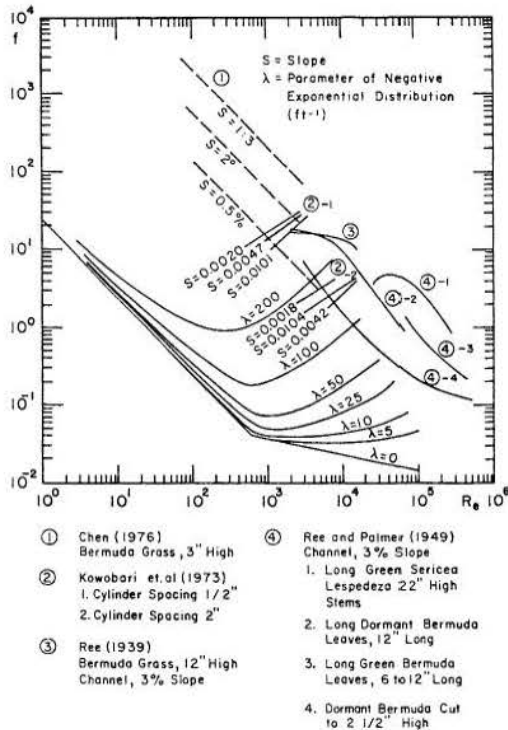 f
10⁴
10³
10²
10¹
10⁰
10⁻¹
10⁻²
10⁰
10¹
10²
10³
10⁴
10⁵
Rₑ
10⁶
S = Slope
λ = Parameter of Negative
Exponential Distribution
(ft⁻¹)
①
S=1:3
S=2°
S=0.5%
②-1
③
S=0.0020
S=0.0047
S=0.0101
②-2
④-1
④-2
S=0.0018
S=0.0104
S=0.0042
λ=200
λ=100
④-3
④-4
λ=50
λ=25
λ=10
λ=5
λ=0
① Chen (1976)
Bermuda Grass, 3" High
② Kowobari et.al (1973)
1. Cylinder Spacing 1/2"
2. Cylinder Spacing 2"
③ Ree (1939)
Bermuda Grass, 12" High
Channel, 3% Slope
④ Ree and Palmer (1949)
Channel, 3% Slope
1. Long Green Sericea
Lespedeza 22" High
Stems
2. Long Dormant Bermuda
Leaves, 12" Long
3. Long Green Bermuda
Leaves, 6 to 12" Long
4. Dormant Bermuda Cut
to 2 1/2" High